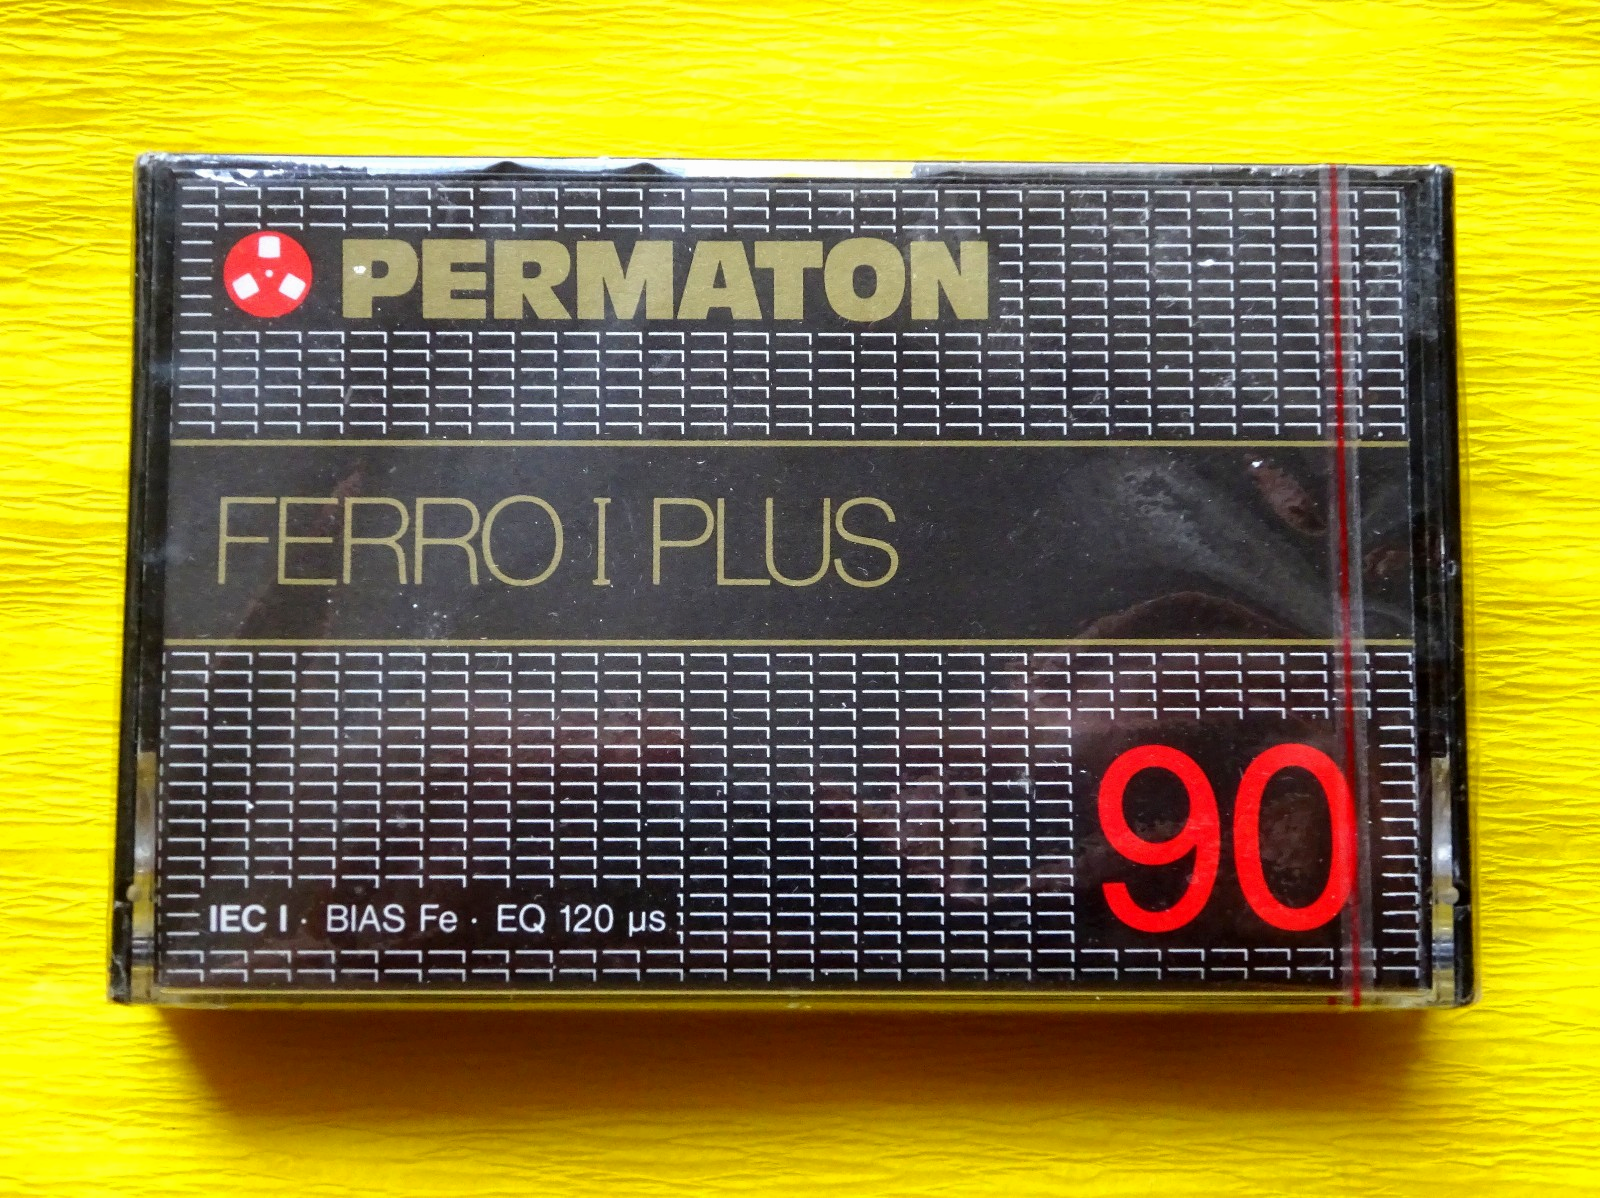 PERMATON
FERRO I PLUS
90
IEC I · BIAS Fe · EQ 120 µs